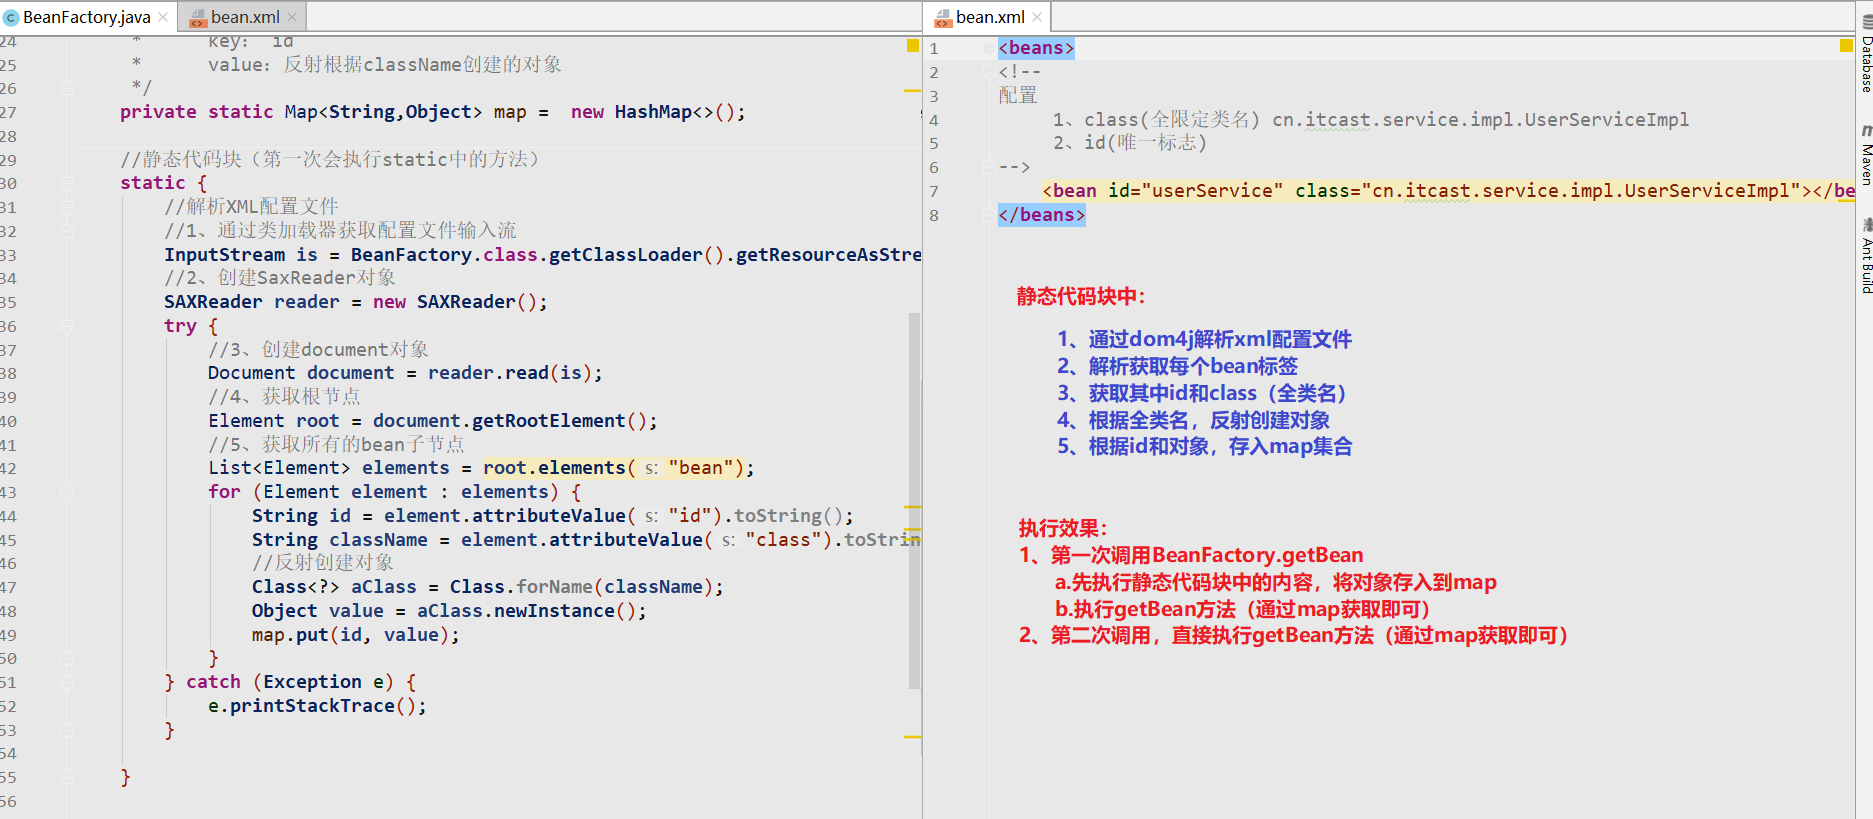 BeanFactory.java
bean.xml
24 * key: id
25 * value: 反射根据className创建的对象
26 */
27 private static Map<String,Object> map = new HashMap<>();
28
29 //静态代码块（第一次会执行static中的方法）
30 static {
31 //解析XML配置文件
32 //1、通过类加载器获取配置文件输入流
33 InputStream is = BeanFactory.class.getClassLoader().getResourceAsStre
34 //2、创建SaxReader对象
35 SAXReader reader = new SAXReader();
36 try {
37 //3、创建document对象
38 Document document = reader.read(is);
39 //4、获取根节点
40 Element root = document.getRootElement();
41 //5、获取所有的bean子节点
42 List<Element> elements = root.elements( s: "bean");
43 for (Element element : elements) {
44 String id = element.attributeValue( s: "id").toString();
45 String className = element.attributeValue( s: "class").toStrin
46 //反射创建对象
47 Class<?> aClass = Class.forName(className);
48 Object value = aClass.newInstance();
49 map.put(id, value);
50 }
51 } catch (Exception e) {
52 e.printStackTrace();
53 }
54
55 }
56
bean.xml
1 <beans>
2 <!--
3 配置
4 1、class(全限定类名) cn.itcast.service.impl.UserServiceImpl
5 2、id(唯一标志)
6 -->
7 <bean id="userService" class="cn.itcast.service.impl.UserServiceImpl"></be
8 </beans>
静态代码块中：
1、通过dom4j解析xml配置文件
2、解析获取每个bean标签
3、获取其中id和class（全类名）
4、根据全类名，反射创建对象
5、根据id和对象，存入map集合
执行效果：
1、第一次调用BeanFactory.getBean
a.先执行静态代码块中的内容，将对象存入到map
b.执行getBean方法（通过map获取即可）
2、第二次调用，直接执行getBean方法（通过map获取即可）
Database
Maven
Ant Build